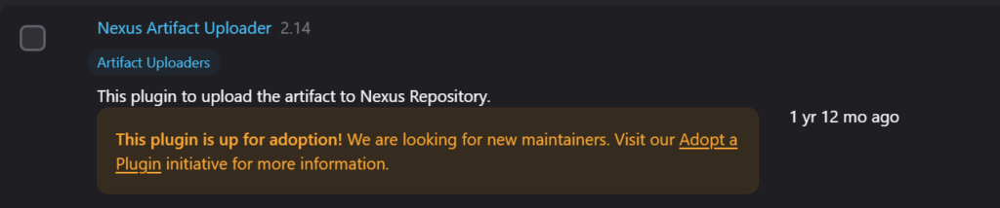 Nexus Artifact Uploader 2.14
Artifact Uploaders
This plugin to upload the artifact to Nexus Repository.
This plugin is up for adoption! We are looking for new maintainers. Visit our Adopt a
Plugin initiative for more information.
1 yr 12 mo ago